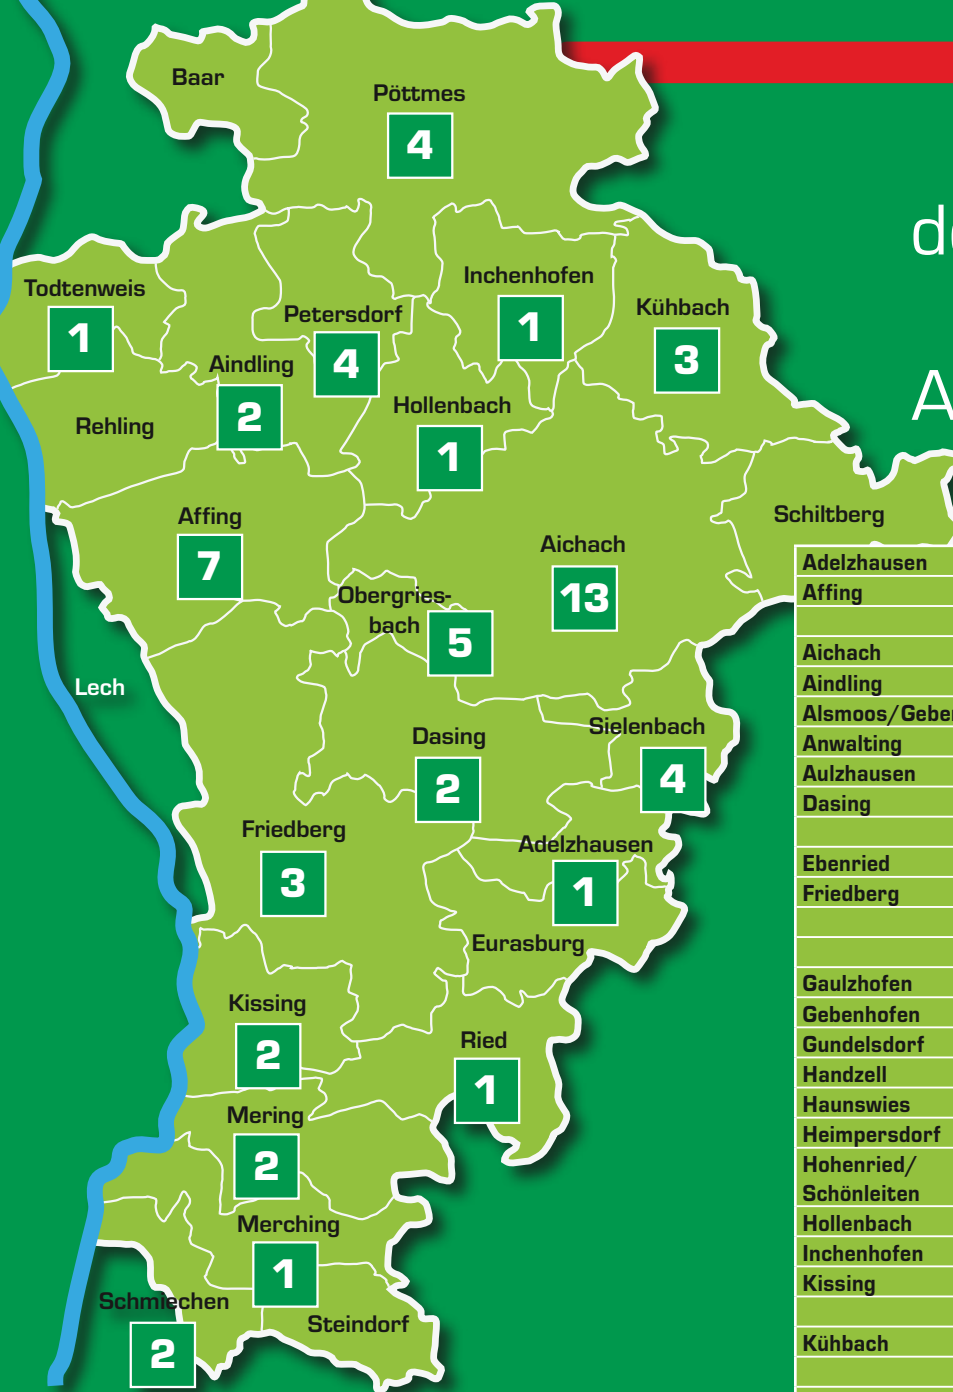 Baar
Pöttmes
4
de
Todtenweis
1
Inchenhofen
1
Petersdorf
4
Kühbach
3
Aindling
2
A
Hollenbach
1
Rehling
Affing
7
Schiltberg
Aichach
13
Obergries-
bach
5
Lech
Dasing
2
Sielenbach
4
Friedberg
3
Adelzhausen
1
Eurasburg
Kissing
2
Ried
1
Mering
2
Merching
1
Schmiechen
2
Steindorf
Adelzhausen
Affing
Aichach
Aindling
Alsmoos/Geben
Anwalting
Aulzhausen
Dasing
Ebenried
Friedberg
Gaulzhofen
Gebenhofen
Gundelsdorf
Handzell
Haunswies
Heimpersdorf
Hohenried/
Schönleiten
Hollenbach
Inchenhofen
Kissing
Kühbach